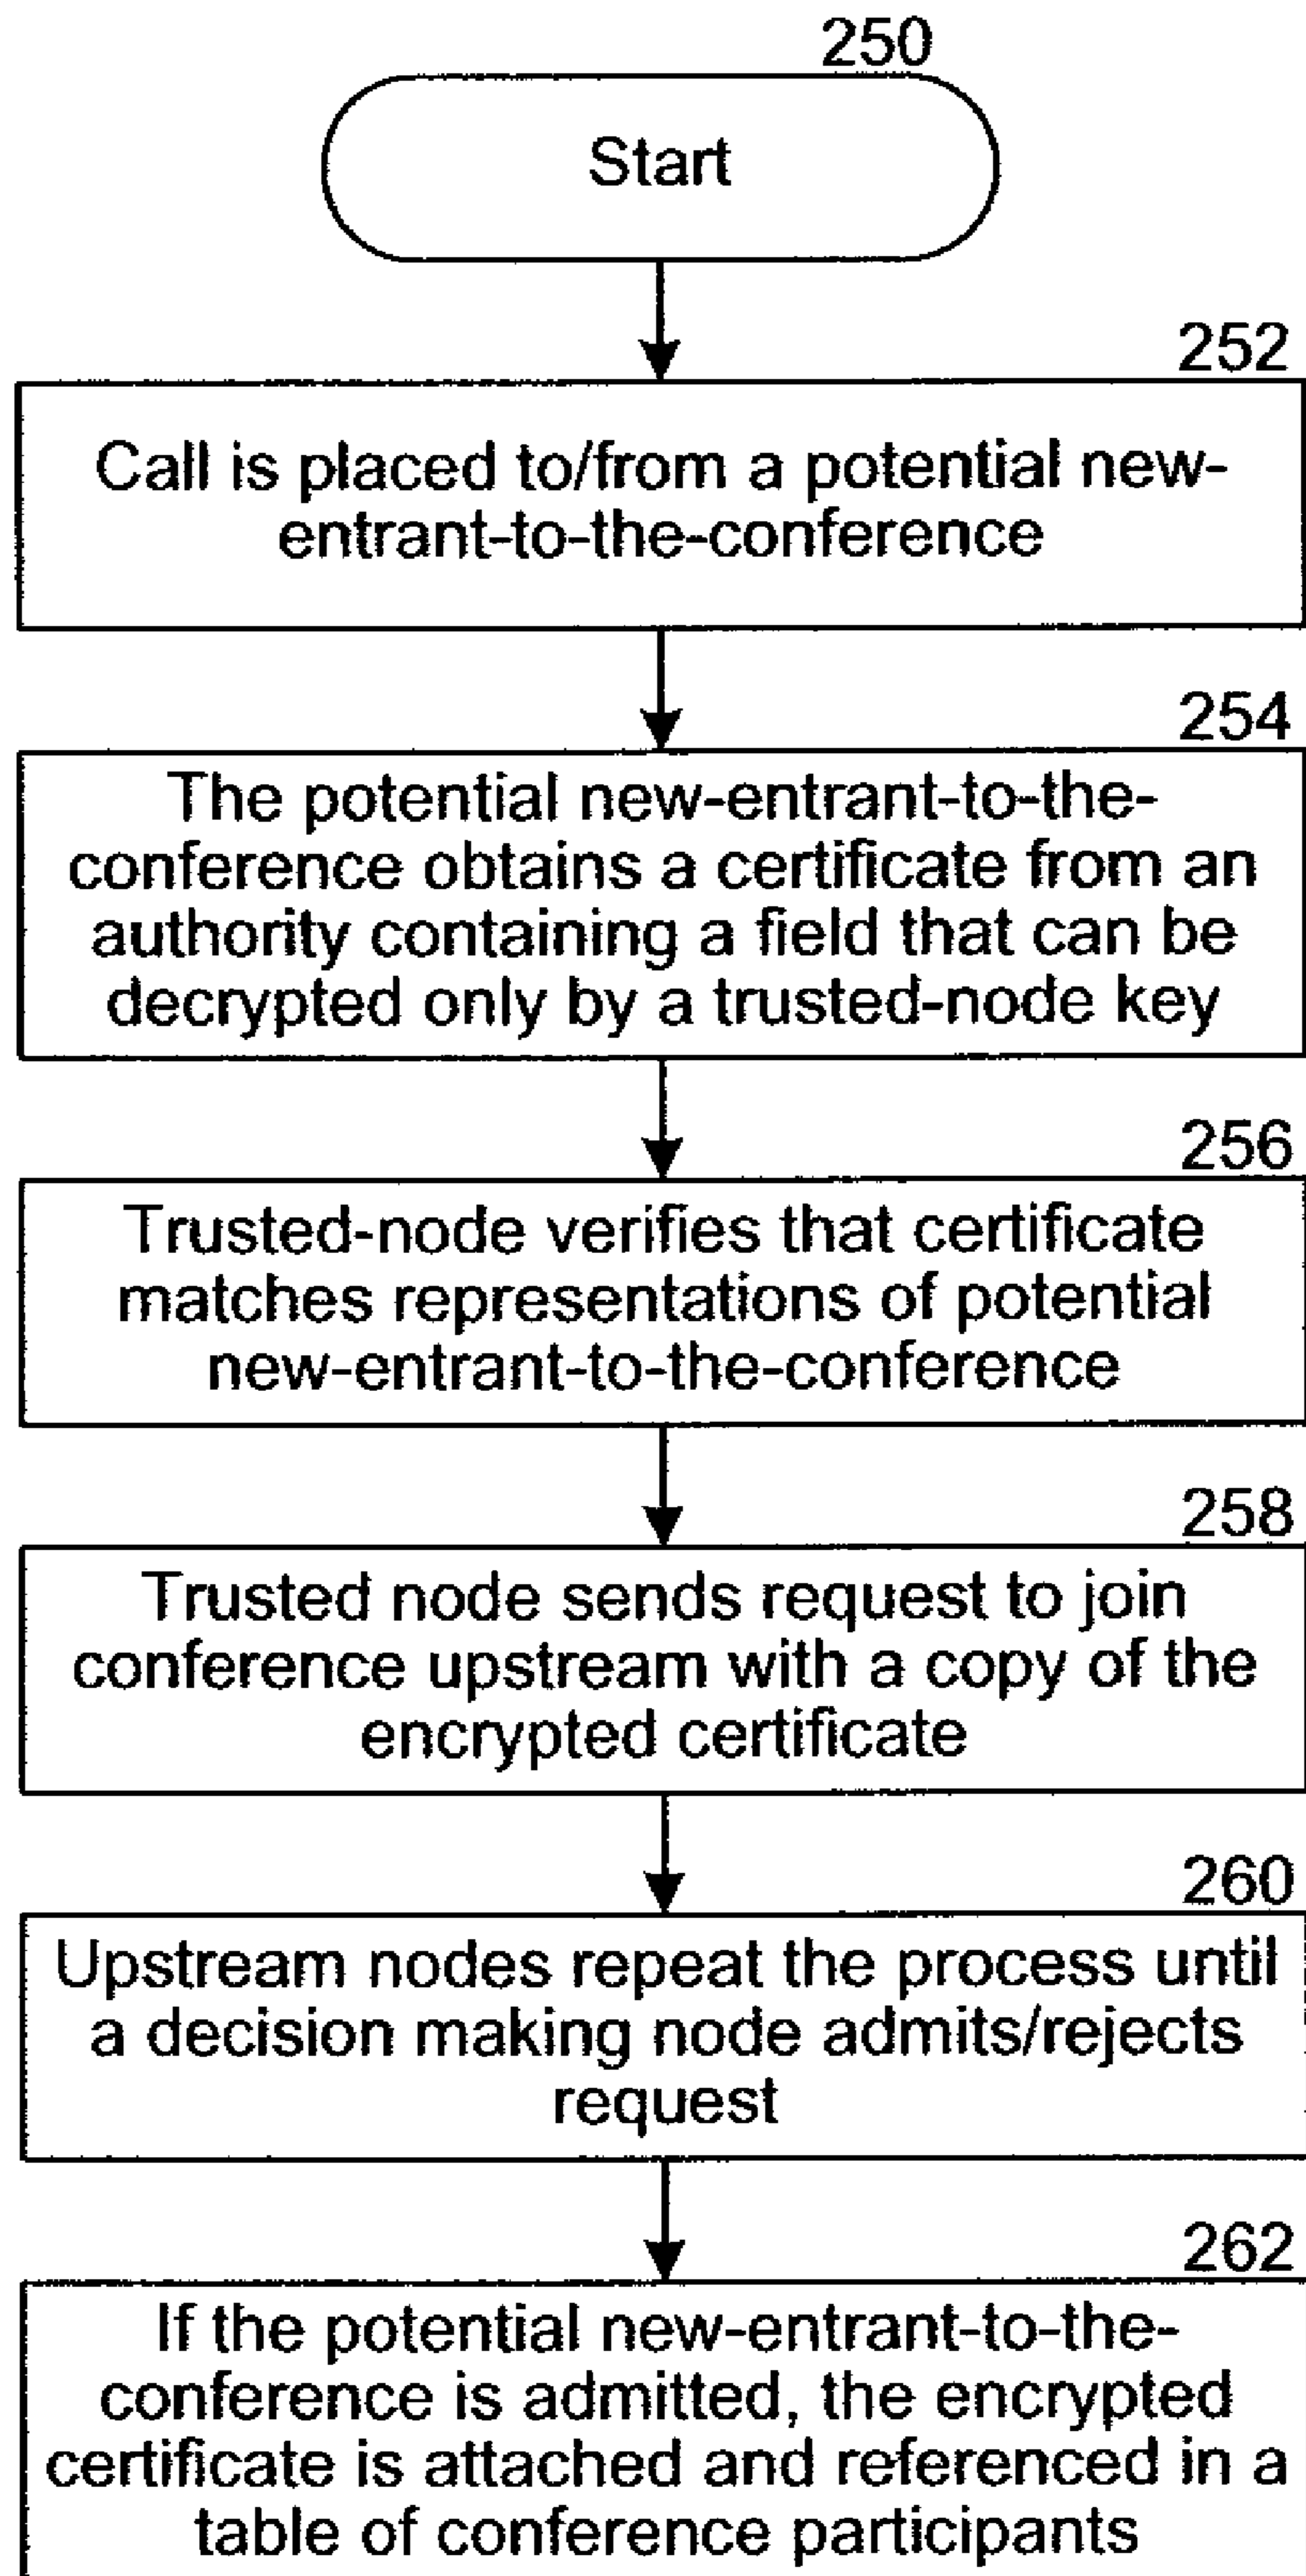 250
Start
252
Call is placed to/from a potential new-
entrant-to-the-conference
254
The potential new-entrant-to-the-
conference obtains a certificate from an
authority containing a field that can be
decrypted only by a trusted-node key
256
Trusted-node verifies that certificate
matches representations of potential
new-entrant-to-the-conference
258
Trusted node sends request to join
conference upstream with a copy of the
encrypted certificate
260
Upstream nodes repeat the process until
a decision making node admits/rejects
request
262
If the potential new-entrant-to-the-
conference is admitted, the encrypted
certificate is attached and referenced in a
table of conference participants